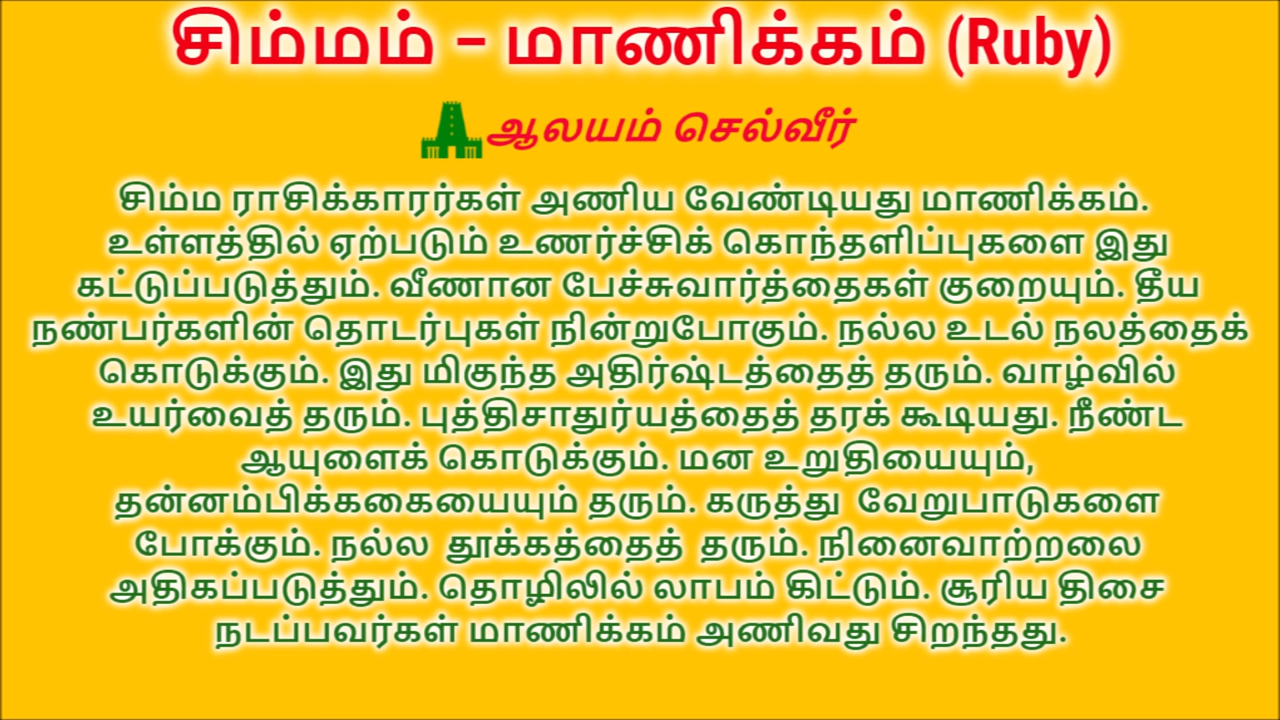 சிம்மம் – மாணிக்கம் (Ruby)
ஆலயம் செல்வீர்
சிம்ம ராசிக்காரர்கள் அணிய வேண்டியது மாணிக்கம்.
உள்ளத்தில் ஏற்படும் உணர்ச்சிக் கொந்தளிப்புகளை இது
கட்டுப்படுத்தும். வீணான பேச்சுவார்த்தைகள் குறையும். தீய
நண்பர்களின் தொடர்புகள் நின்றுபோகும். நல்ல உடல் நலத்தைக்
கொடுக்கும். இது மிகுந்த அதிர்ஷ்டத்தைத் தரும். வாழ்வில்
உயர்வைத் தரும். புத்திசாதுர்யத்தைத் தரக் கூடியது. நீண்ட
ஆயுளைக் கொடுக்கும். மன உறுதியையும்,
தன்னம்பிக்ககையையும் தரும். கருத்து வேறுபாடுகளை
போக்கும். நல்ல தூக்கத்தைத் தரும். நினைவாற்றலை
அதிகப்படுத்தும். தொழிலில் லாபம் கிட்டும். சூரிய திசை
நடப்பவர்கள் மாணிக்கம் அணிவது சிறந்தது.